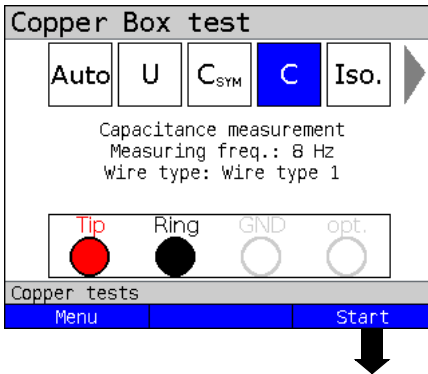 Copper Box test
Auto U CSYM C Iso.
Capacitance measurement
Measuring freq.: 8 Hz
Wire type: Wire type 1
Tip Ring GND opt.
Copper tests
Menu Start